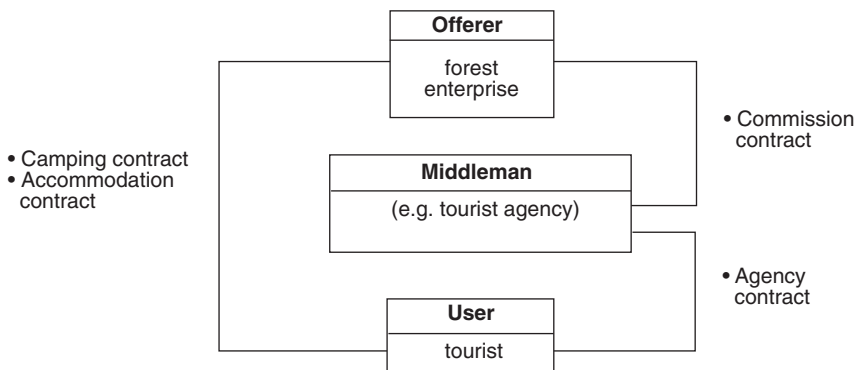 Offerer
forest
enterprise
• Commission
contract
• Camping contract
• Accommodation
contract
Middleman
(e.g. tourist agency)
• Agency
contract
User
tourist